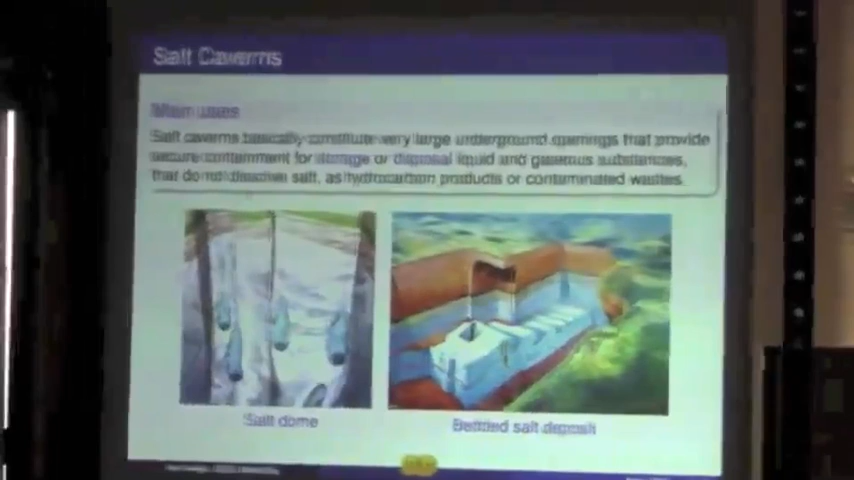 Salt Caverns
Main uses
Salt caverns basically constitute very large underground openings that provide
secure containment for storage or disposal liquid and gaseous substances,
that do not dissolve salt, as hydrocarbon products or contaminated wastes.
Salt dome
Bedded salt deposit